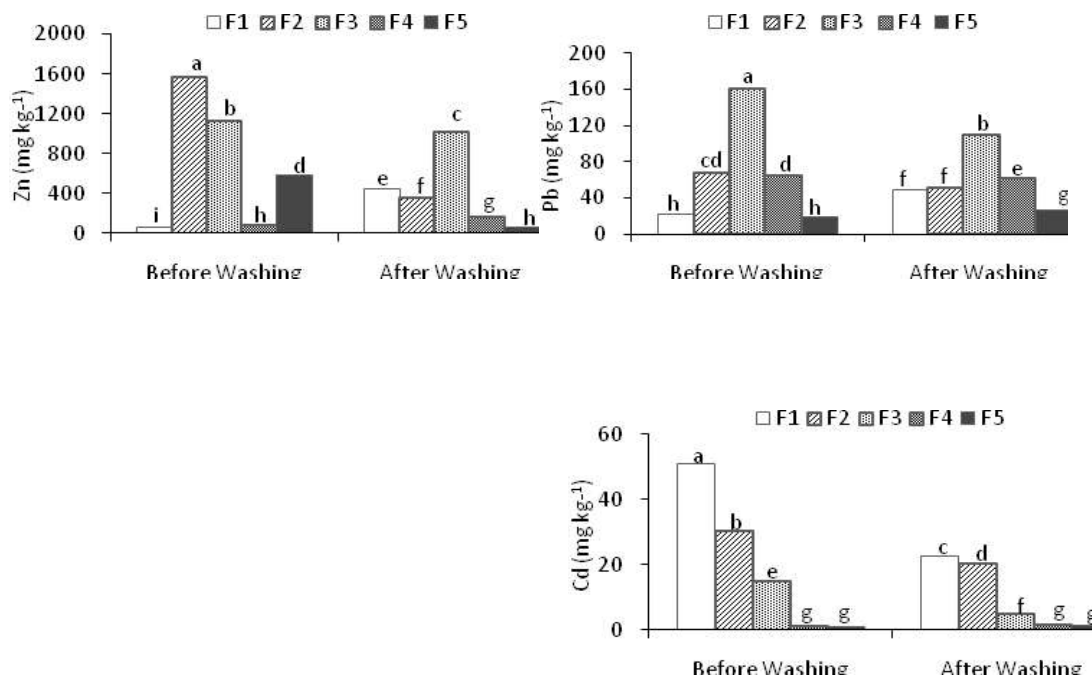 F1 F2 F3 F4 F5
Zn (mg kg⁻¹)
2000
1600
1200
800
400
0
i a b h d
e f c g h
Before Washing After Washing
F1 F2 F3 F4 F5
Pb (mg kg⁻¹)
200
160
120
80
40
0
h cd a d h
f f b e g
Before Washing After Washing
F1 F2 F3 F4 F5
Cd (mg kg⁻¹)
60
40
20
0
a b e g g
c d f g g
Before Washing After Washing